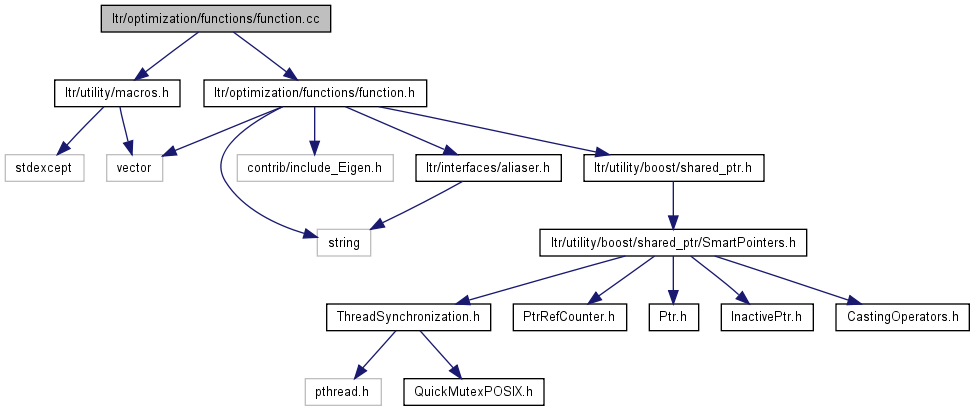 ltr/optimization/functions/function.cc
ltr/utility/macros.h
ltr/optimization/functions/function.h
stdexcept
vector
contrib/include_Eigen.h
ltr/interfaces/aliaser.h
ltr/utility/boost/shared_ptr.h
string
ltr/utility/boost/shared_ptr/SmartPointers.h
ThreadSynchronization.h
PtrRefCounter.h
Ptr.h
InactivePtr.h
CastingOperators.h
pthread.h
QuickMutexPOSIX.h